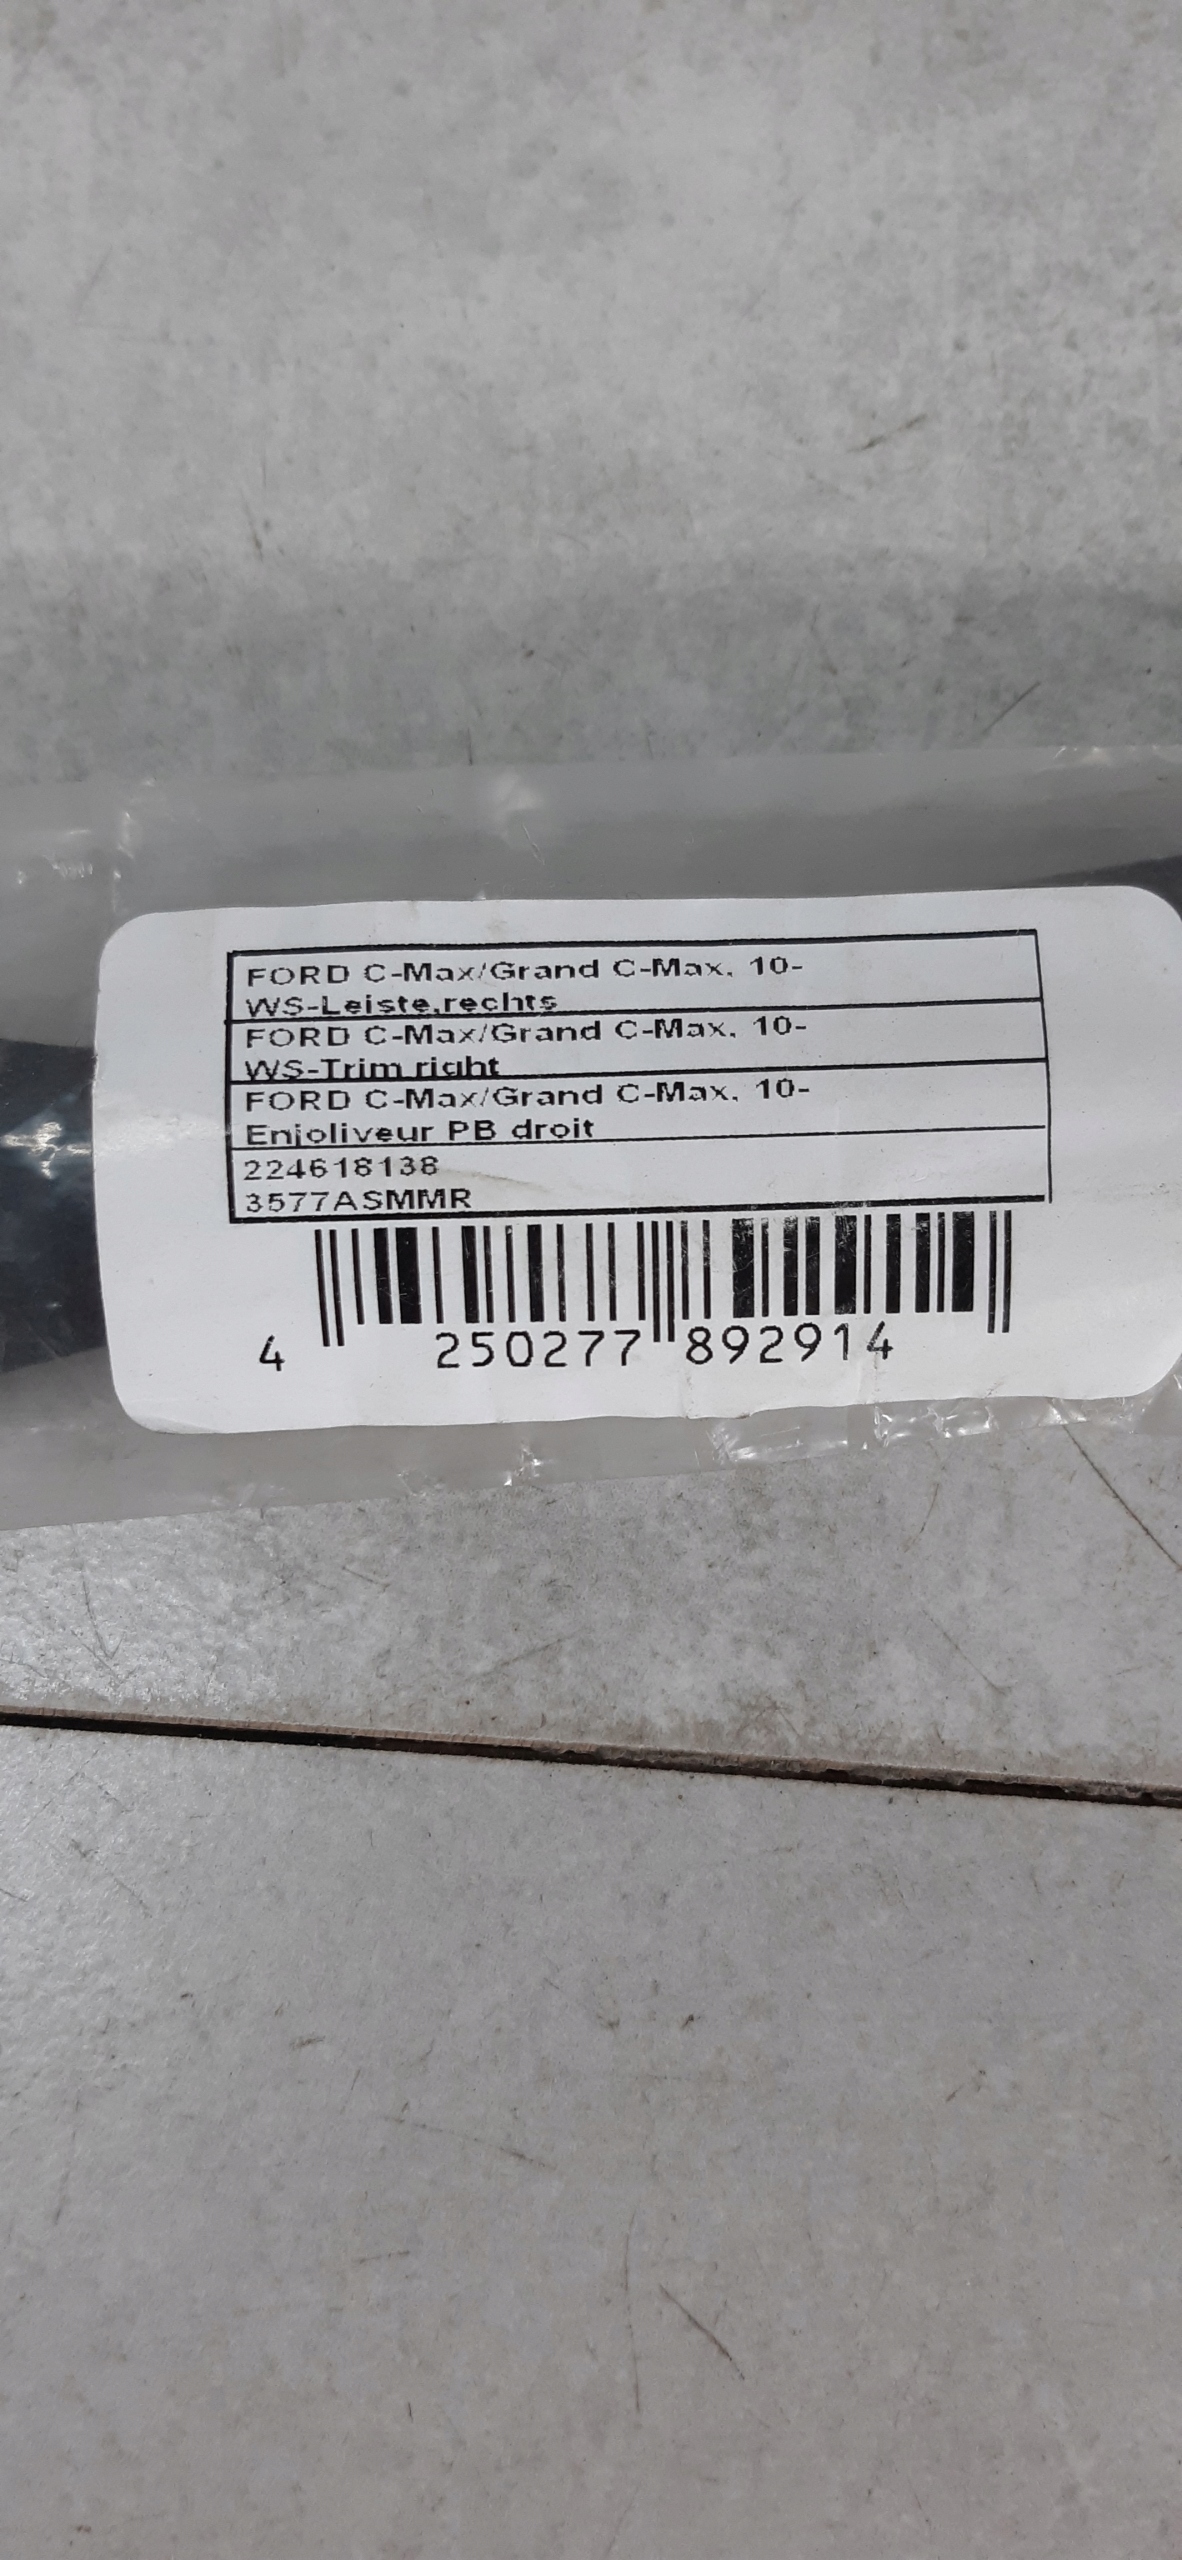 FORD C-Max/Grand C-Max, 10-
WS-Leiste,rechts
FORD C-Max/Grand C-Max, 10-
WS-Trim right
FORD C-Max/Grand C-Max, 10-
Enjoliveur PB droit
224618138
3577ASMMR
4 250277 892914